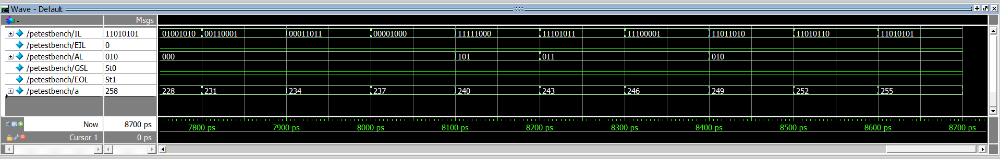 Wave - Default
Msgs
/petestbench/IL 11010101 01001010 00110001 00011011 00001000 11111000 11101011 11100001 11011010 11010110 11010101
/petestbench/EIL 0
/petestbench/AL 010 000 101 011 010
/petestbench/GSL St0
/petestbench/EOL St1
/petestbench/a 258 228 231 234 237 240 243 246 249 252 255
Now 8700 ps 7800 ps 7900 ps 8000 ps 8100 ps 8200 ps 8300 ps 8400 ps 8500 ps 8600 ps 8700 ps
Cursor 1 0 ps